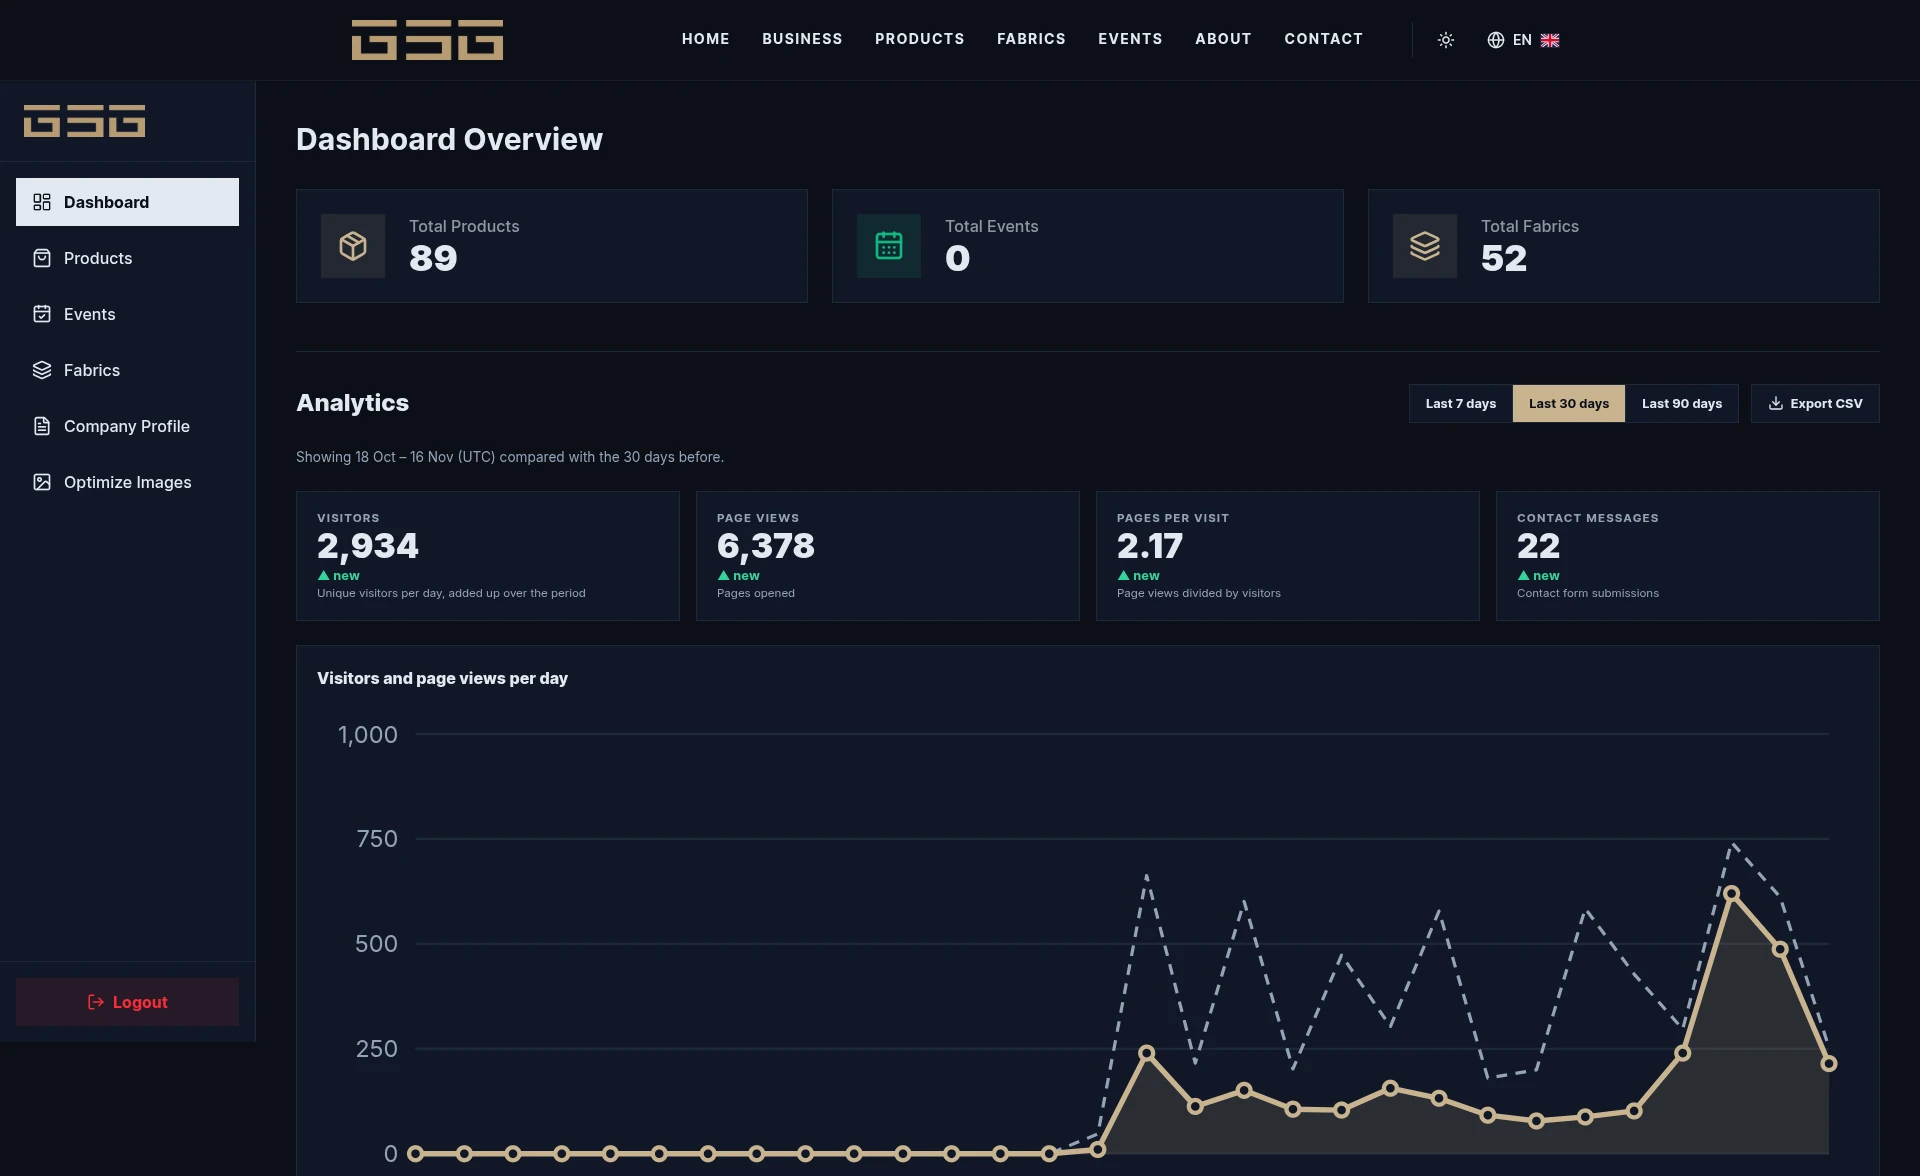 GSG
HOME
BUSINESS
PRODUCTS
FABRICS
EVENTS
ABOUT
CONTACT
EN
GSG
Dashboard
Products
Events
Fabrics
Company Profile
Optimize Images
Logout
Dashboard Overview
Total Products
89
Total Events
0
Total Fabrics
52
Analytics
Last 7 days
Last 30 days
Last 90 days
Export CSV
Showing 18 Oct – 16 Nov (UTC) compared with the 30 days before.
VISITORS
2,934
▲ new
Unique visitors per day, added up over the period
PAGE VIEWS
6,378
▲ new
Pages opened
PAGES PER VISIT
2.17
▲ new
Page views divided by visitors
CONTACT MESSAGES
22
▲ new
Contact form submissions
Visitors and page views per day
1,000
750
500
250
0